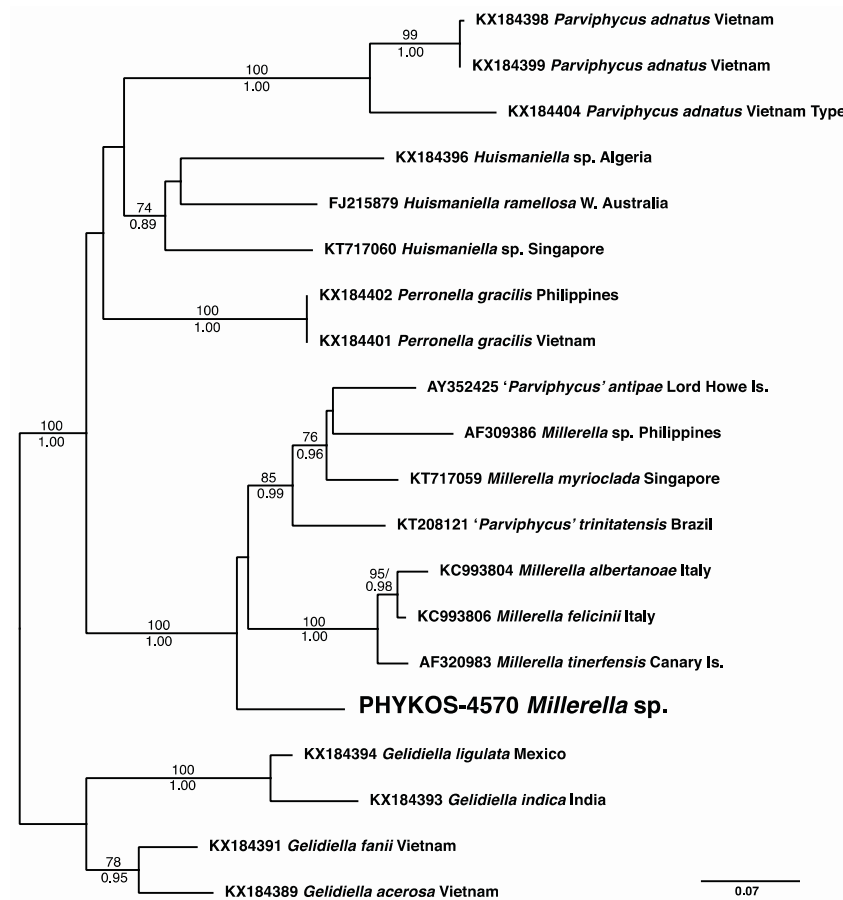 KX184398 Parviphycus adnatus Vietnam
99
1.00
KX184399 Parviphycus adnatus Vietnam
100
1.00
KX184404 Parviphycus adnatus Vietnam Type
KX184396 Huismaniella sp. Algeria
FJ215879 Huismaniella ramellosa W. Australia
74
0.89
KT717060 Huismaniella sp. Singapore
KX184402 Perronella gracilis Philippines
100
1.00
KX184401 Perronella gracilis Vietnam
AY352425 ‘Parviphycus’ antipae Lord Howe Is.
100
1.00
AF309386 Millerella sp. Philippines
76
0.96
KT717059 Millerella myrioclada Singapore
85
0.99
KT208121 ‘Parviphycus’ trinitatensis Brazil
KC993804 Millerella albertanoae Italy
95/
0.98
KC993806 Millerella felicinii Italy
100
1.00
100
1.00
AF320983 Millerella tinerfensis Canary Is.
PHYKOS-4570 Millerella sp.
KX184394 Gelidiella ligulata Mexico
100
1.00
KX184393 Gelidiella indica India
KX184391 Gelidiella fanii Vietnam
78
0.95
KX184389 Gelidiella acerosa Vietnam
0.07